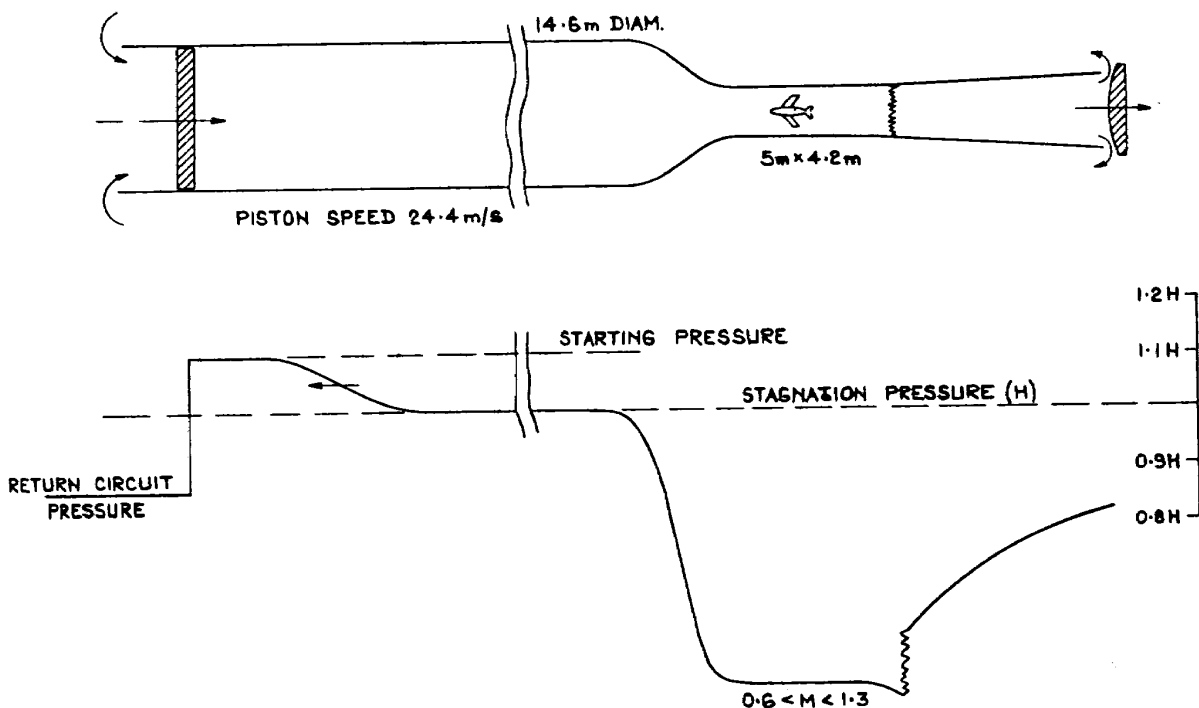 14.6m DIAM.
5m × 4.2m
PISTON SPEED 24.4 m/s
1.2H
STARTING PRESSURE
1.1H
STAGNATION PRESSURE (H)
0.9H
RETURN CIRCUIT
PRESSURE
0.8H
0.6 < M < 1.3